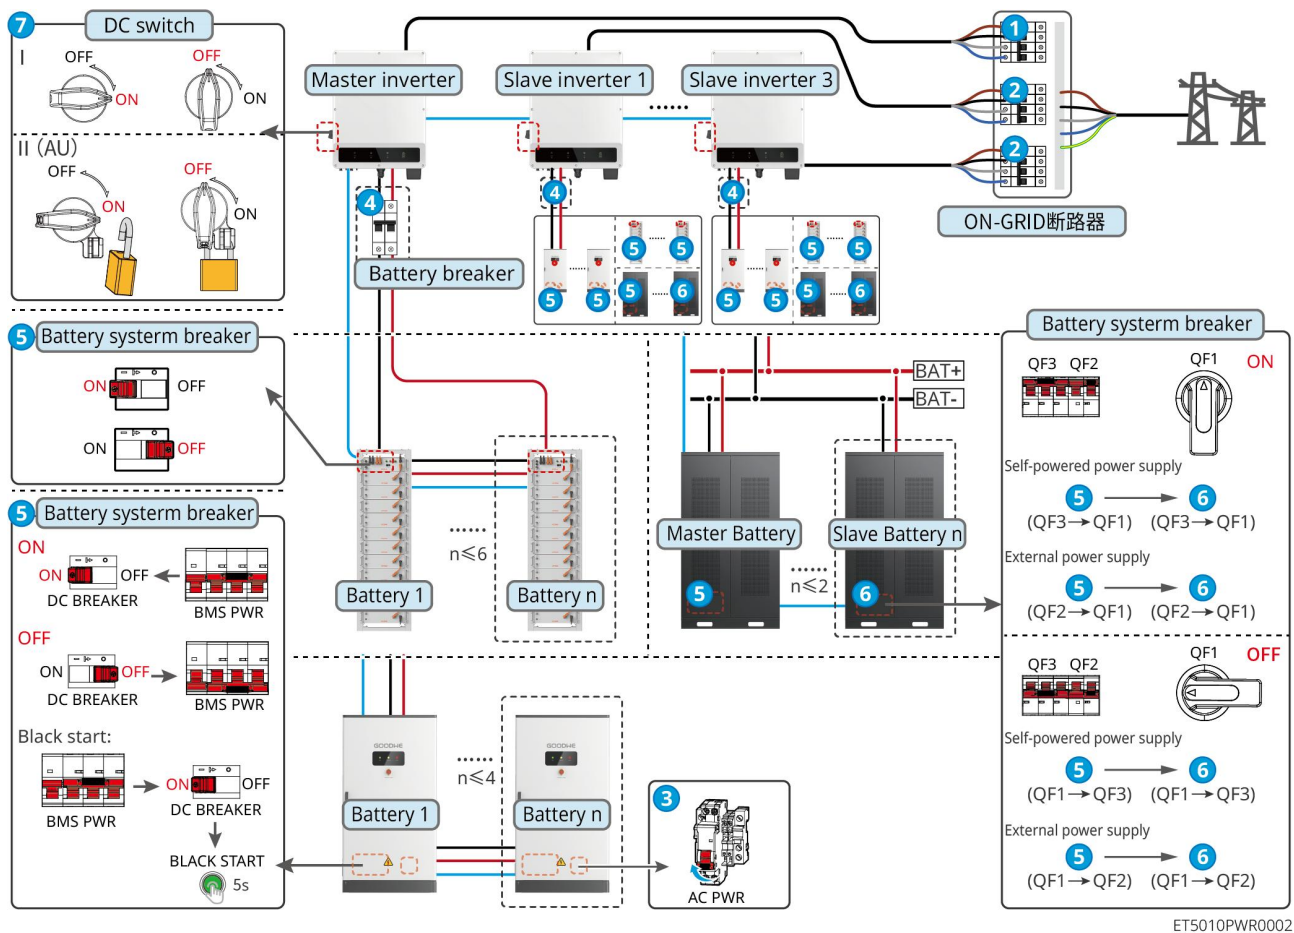 7
DC switch
I
OFF
ON
OFF
ON
II (AU)
OFF
ON
OFF
ON
Master inverter
Slave inverter 1
Slave inverter 3
1
2
2
ON-GRID断路器
4
Battery breaker
4
4
5
5
5
5
5
6
5
5
5
5
5
6
5
Battery systerm breaker
ON
OFF
ON
OFF
5
Battery systerm breaker
ON
ON
OFF
DC BREAKER
BMS PWR
OFF
ON
OFF
DC BREAKER
BMS PWR
Black start:
BMS PWR
ON
OFF
DC BREAKER
BLACK START
5s
n≤6
Battery 1
Battery n
BAT+
BAT-
Master Battery
Slave Battery n
n≤2
5
6
GOODWE
GOODWE
n≤4
Battery 1
Battery n
3
AC PWR
Battery systerm breaker
QF3 QF2
QF1
ON
Self-powered power supply
5 → 6
(QF3→QF1) (QF3→QF1)
External power supply
5 → 6
(QF2→QF1) (QF2→QF1)
QF3 QF2
QF1
OFF
Self-powered power supply
5 → 6
(QF1→QF3) (QF1→QF3)
External power supply
5 → 6
(QF1→QF2) (QF1→QF2)
ET5010PWR0002